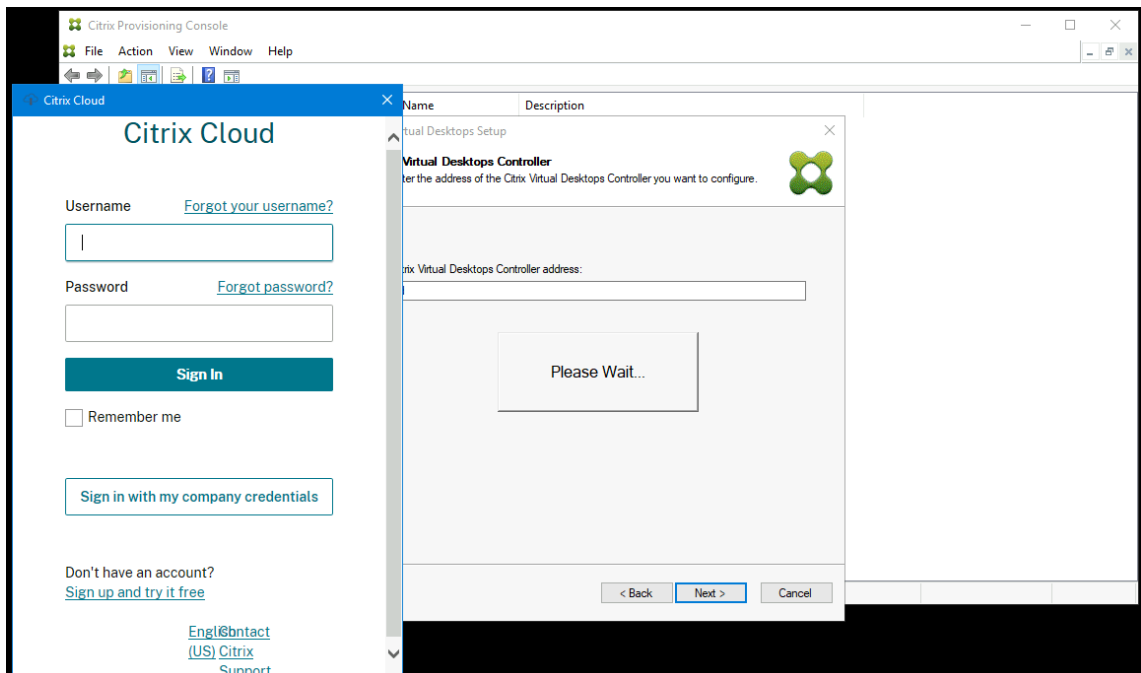 Citrix Provisioning Console
File Action View Window Help
Citrix Cloud
Citrix Cloud
Username Forgot your username?
Password Forgot password?
Sign In
Remember me
Sign in with my company credentials
Don't have an account?
Sign up and try it free
English Contact
(US) Citrix
Support
Name Description
tual Desktops Setup
Virtual Desktops Controller
ter the address of the Citrix Virtual Desktops Controller you want to configure.
trix Virtual Desktops Controller address:
Please Wait...
< Back Next > Cancel